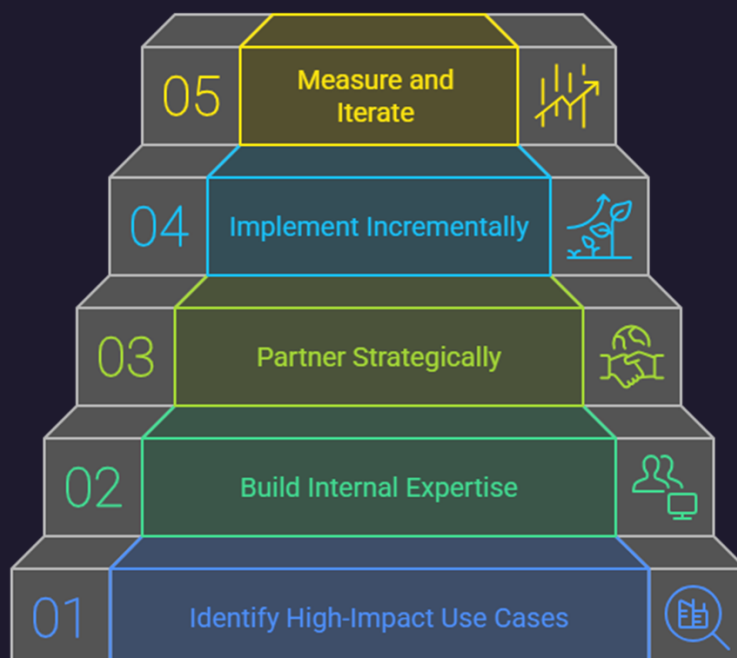 05
Measure and
Iterate
04
Implement Incrementally
03
Partner Strategically
02
Build Internal Expertise
01
Identify High-Impact Use Cases